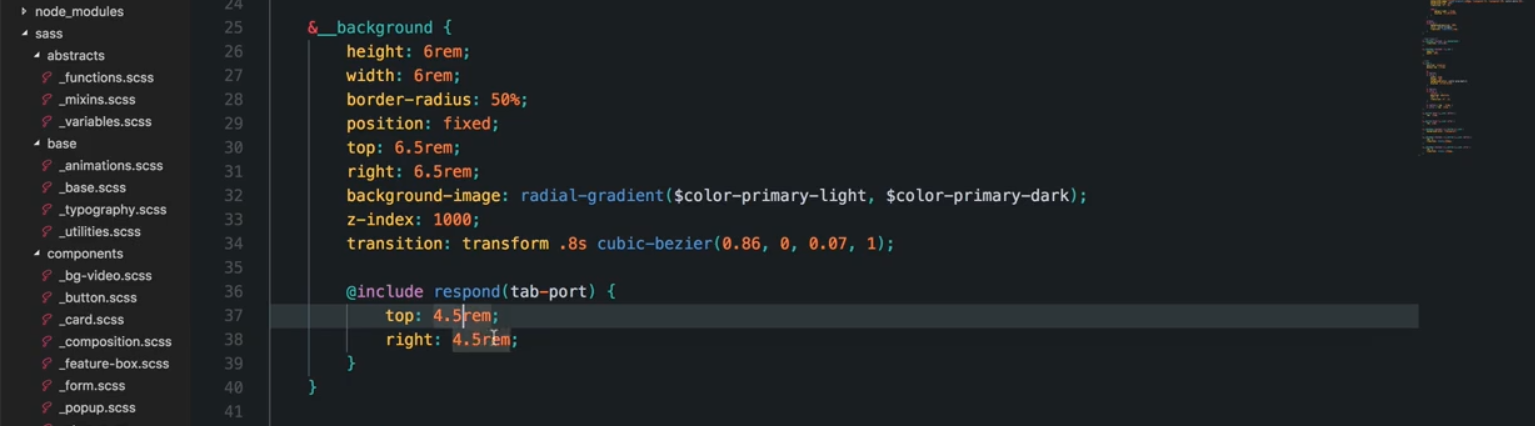 node_modules
sass
abstracts
_functions.scss
_mixins.scss
_variables.scss
base
_animations.scss
_base.scss
_typography.scss
_utilities.scss
components
_bg-video.scss
_button.scss
_card.scss
_composition.scss
_feature-box.scss
_form.scss
_popup.scss
24
25 &__background {
26 height: 6rem;
27 width: 6rem;
28 border-radius: 50%;
29 position: fixed;
30 top: 6.5rem;
31 right: 6.5rem;
32 background-image: radial-gradient($color-primary-light, $color-primary-dark);
33 z-index: 1000;
34 transition: transform .8s cubic-bezier(0.86, 0, 0.07, 1);
35
36 @include respond(tab-port) {
37 top: 4.5rem;
38 right: 4.5rem;
39 }
40 }
41